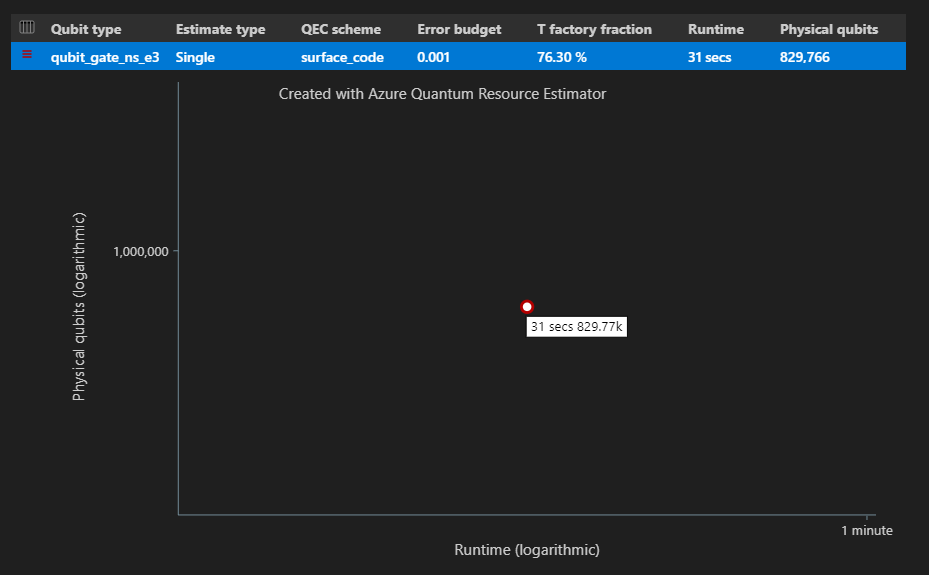 Qubit type Estimate type QEC scheme Error budget T factory fraction Runtime Physical qubits
qubit_gate_ns_e3 Single surface_code 0.001 76.30 % 31 secs 829,766
Created with Azure Quantum Resource Estimator
Physical qubits (logarithmic)
1,000,000
31 secs 829.77k
1 minute
Runtime (logarithmic)